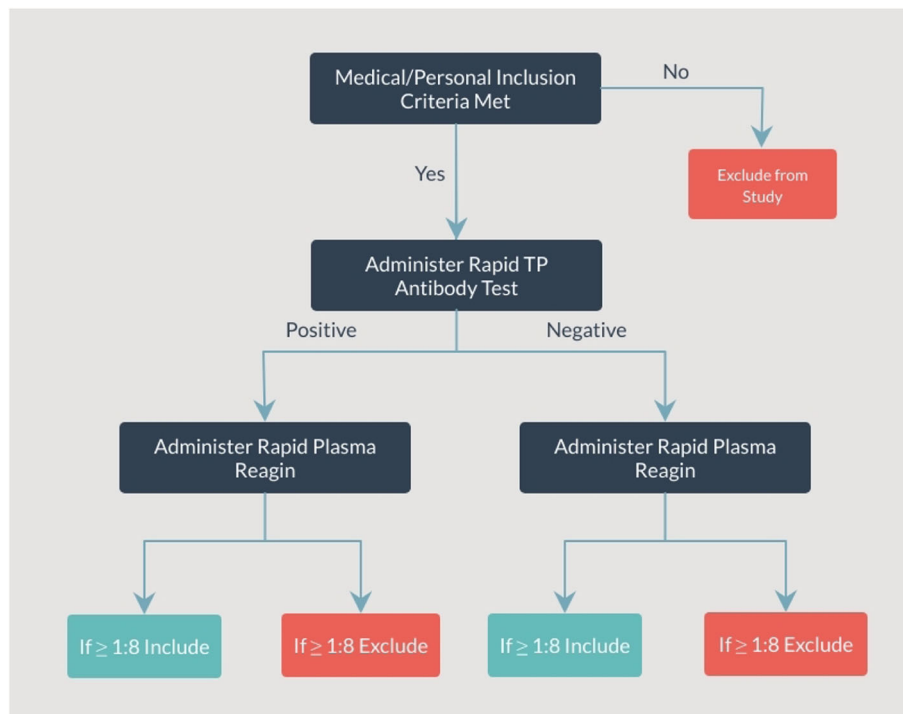 Medical/Personal Inclusion
Criteria Met
No
Exclude from
Study
Yes
Administer Rapid TP
Antibody Test
Positive
Negative
Administer Rapid Plasma
Reagin
Administer Rapid Plasma
Reagin
If ≥ 1:8 Include
If ≥ 1:8 Exclude
If ≥ 1:8 Include
If ≥ 1:8 Exclude